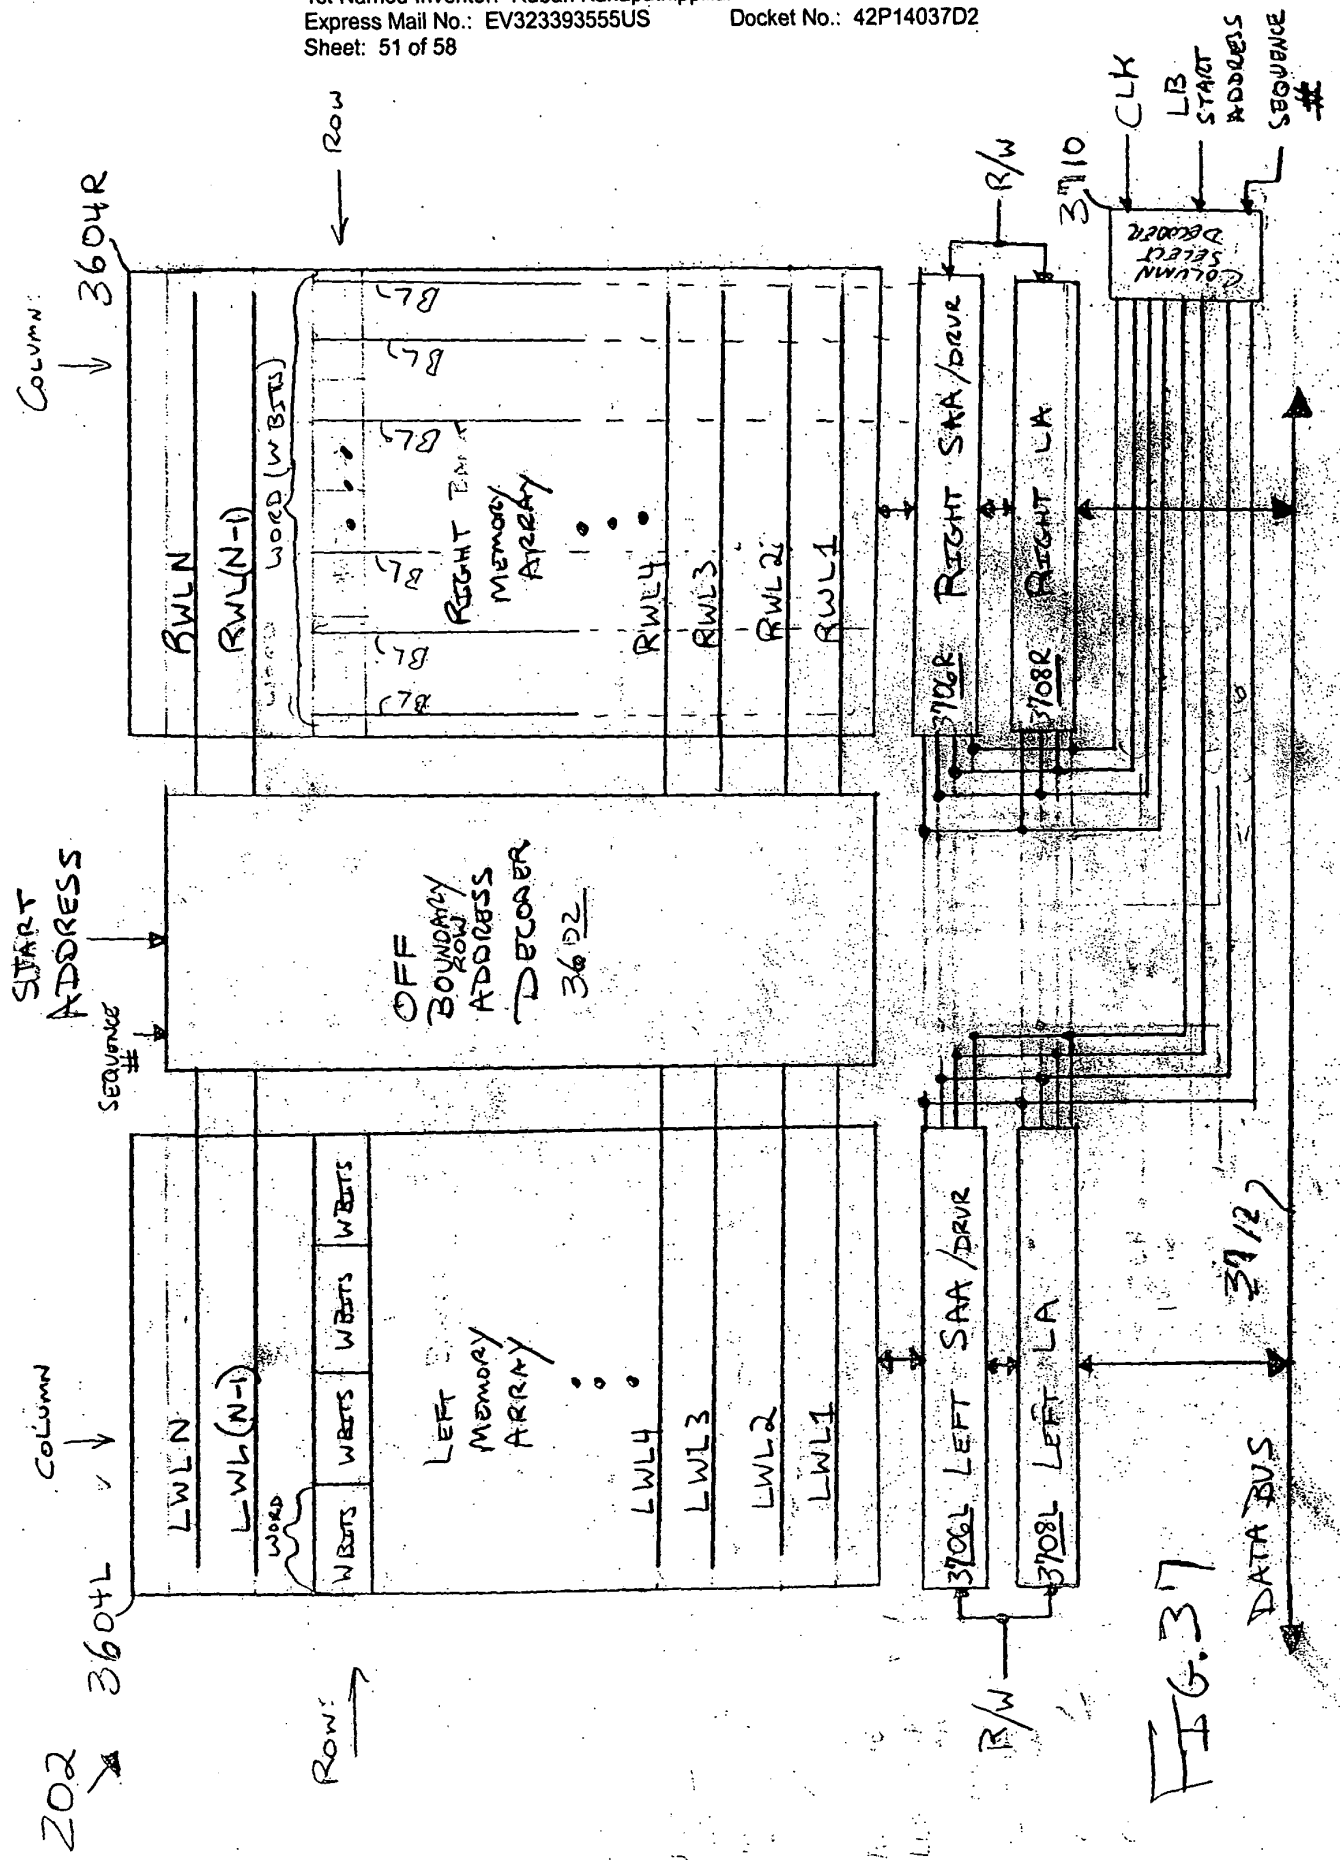 Express Mail No.: EV323393555US Docket No.: 42P14037D2
Sheet: 51 of 58
202
3604L
COLUMN
ROW:
LWLN
LWL(N-1)
WORD
WBITS WBITS WBITS WBITS
LEFT
MEMORY
ARRAY
LWL4
LWL3
LWL2
LWL1
SEQUENCE
#
START
ADDRESS
OFF
BOUNDARY
ROW
ADDRESS
DECODER
3602
COLUMN:
3604R
ROW
RWLN
RWL(N-1)
WORD (W BITS)
BL BL BL BL BL BL BL
RIGHT
MEMORY
ARRAY
RWL4
RWL3
RWL2
RWL1
R/W
3706L LEFT SAA/DRVR
3708L LEFT LA
3706R RIGHT SAA/DRVR
3708R RIGHT LA
R/W
3710
COLUMN
SELECT
DECODER
CLK
LB
START
ADDRESS
SEQUENCE
#
3712
DATA BUS
FIG.37